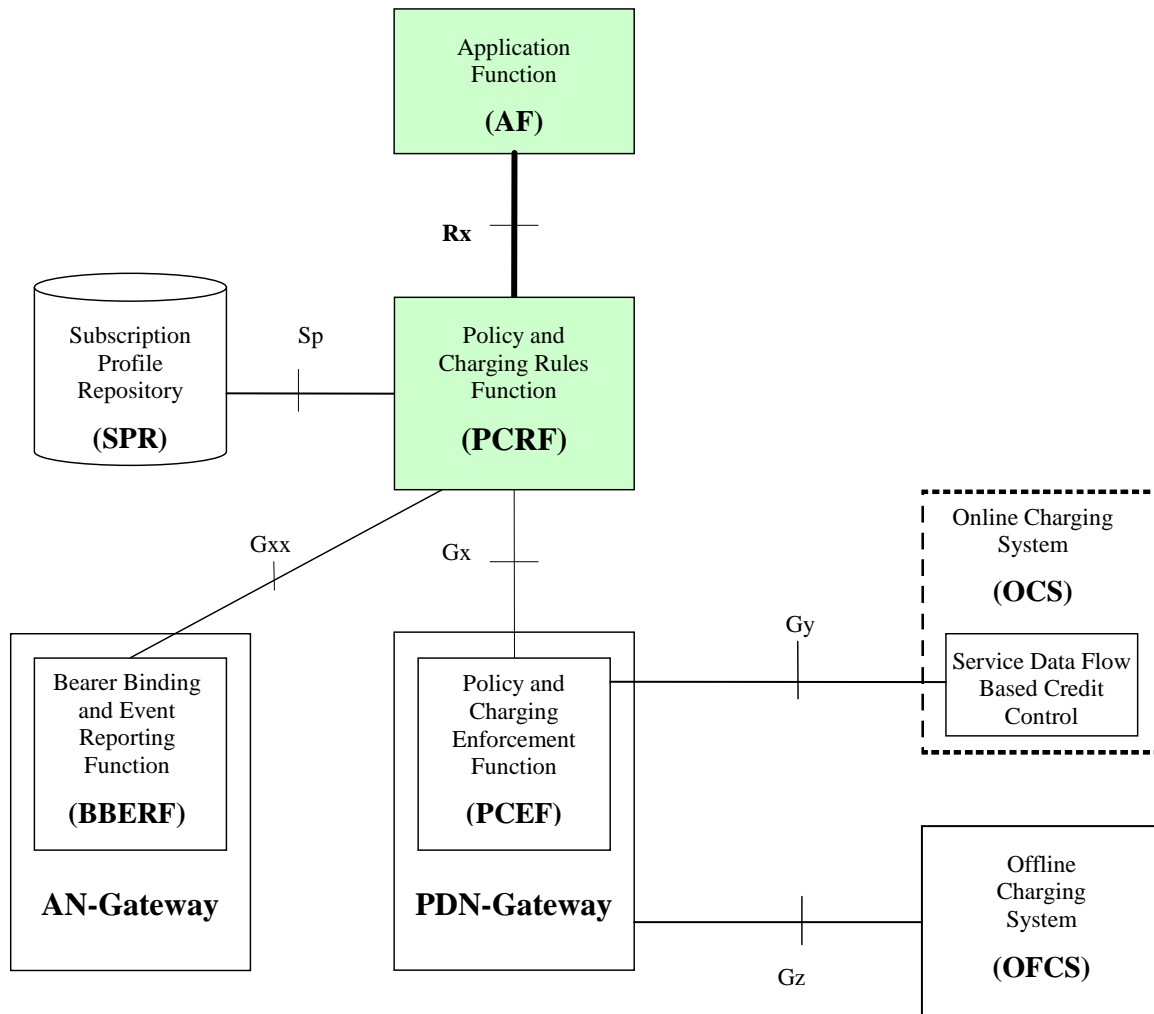 Application
Function
(AF)
Rx
Subscription
Profile
Repository
(SPR)
Sp
Policy and
Charging Rules
Function
(PCRF)
Gxx
Gx
Online Charging
System
(OCS)
Service Data Flow
Based Credit
Control
Gy
Bearer Binding
and Event
Reporting
Function
(BBERF)
AN-Gateway
Policy and
Charging
Enforcement
Function
(PCEF)
PDN-Gateway
Offline
Charging
System
(OFCS)
Gz